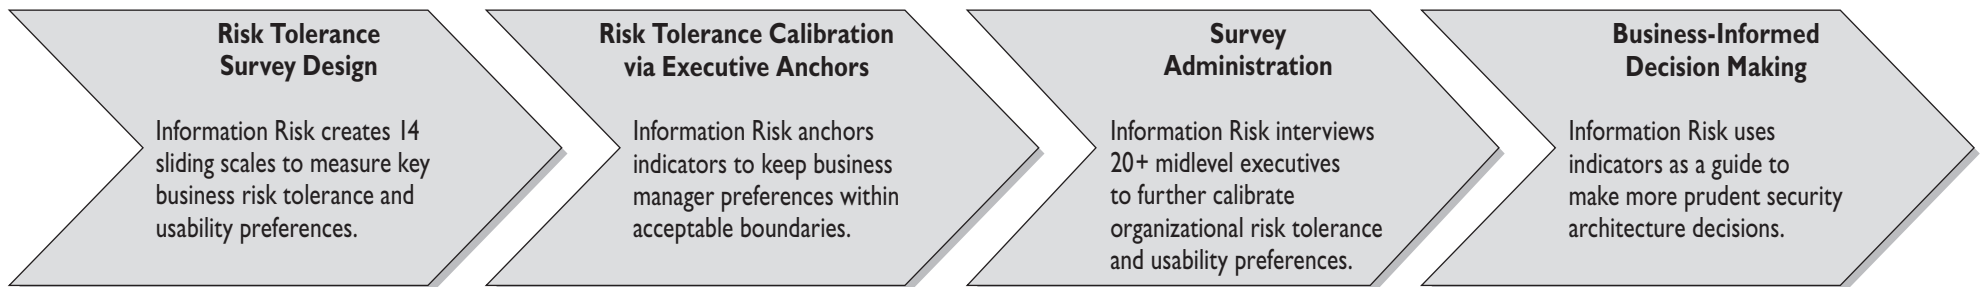 Risk Tolerance
Survey Design
Information Risk creates 14
sliding scales to measure key
business risk tolerance and
usability preferences.
Risk Tolerance Calibration
via Executive Anchors
Information Risk anchors
indicators to keep business
manager preferences within
acceptable boundaries.
Survey
Administration
Information Risk interviews
20+ midlevel executives
to further calibrate
organizational risk tolerance
and usability preferences.
Business-Informed
Decision Making
Information Risk uses
indicators as a guide to
make more prudent security
architecture decisions.